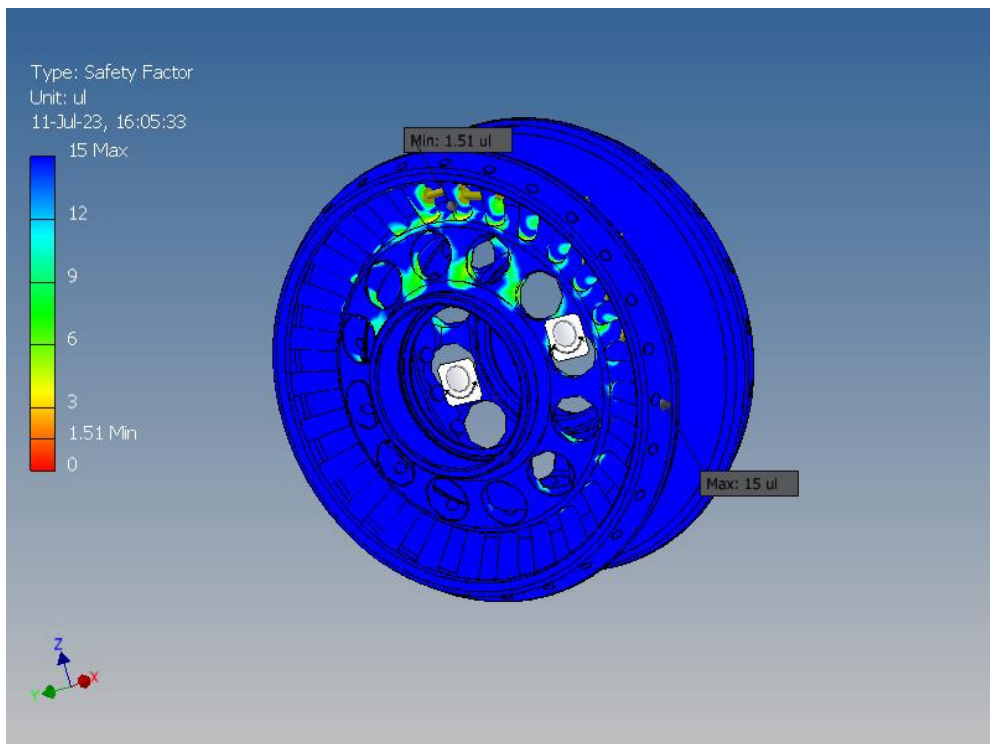 Type: Safety Factor
Unit: ul
11-Jul-23, 16:05:33
15 Max
12
9
6
3
1.51 Min
0
Min: 1.51 ul
Max: 15 ul
Z
Y
X